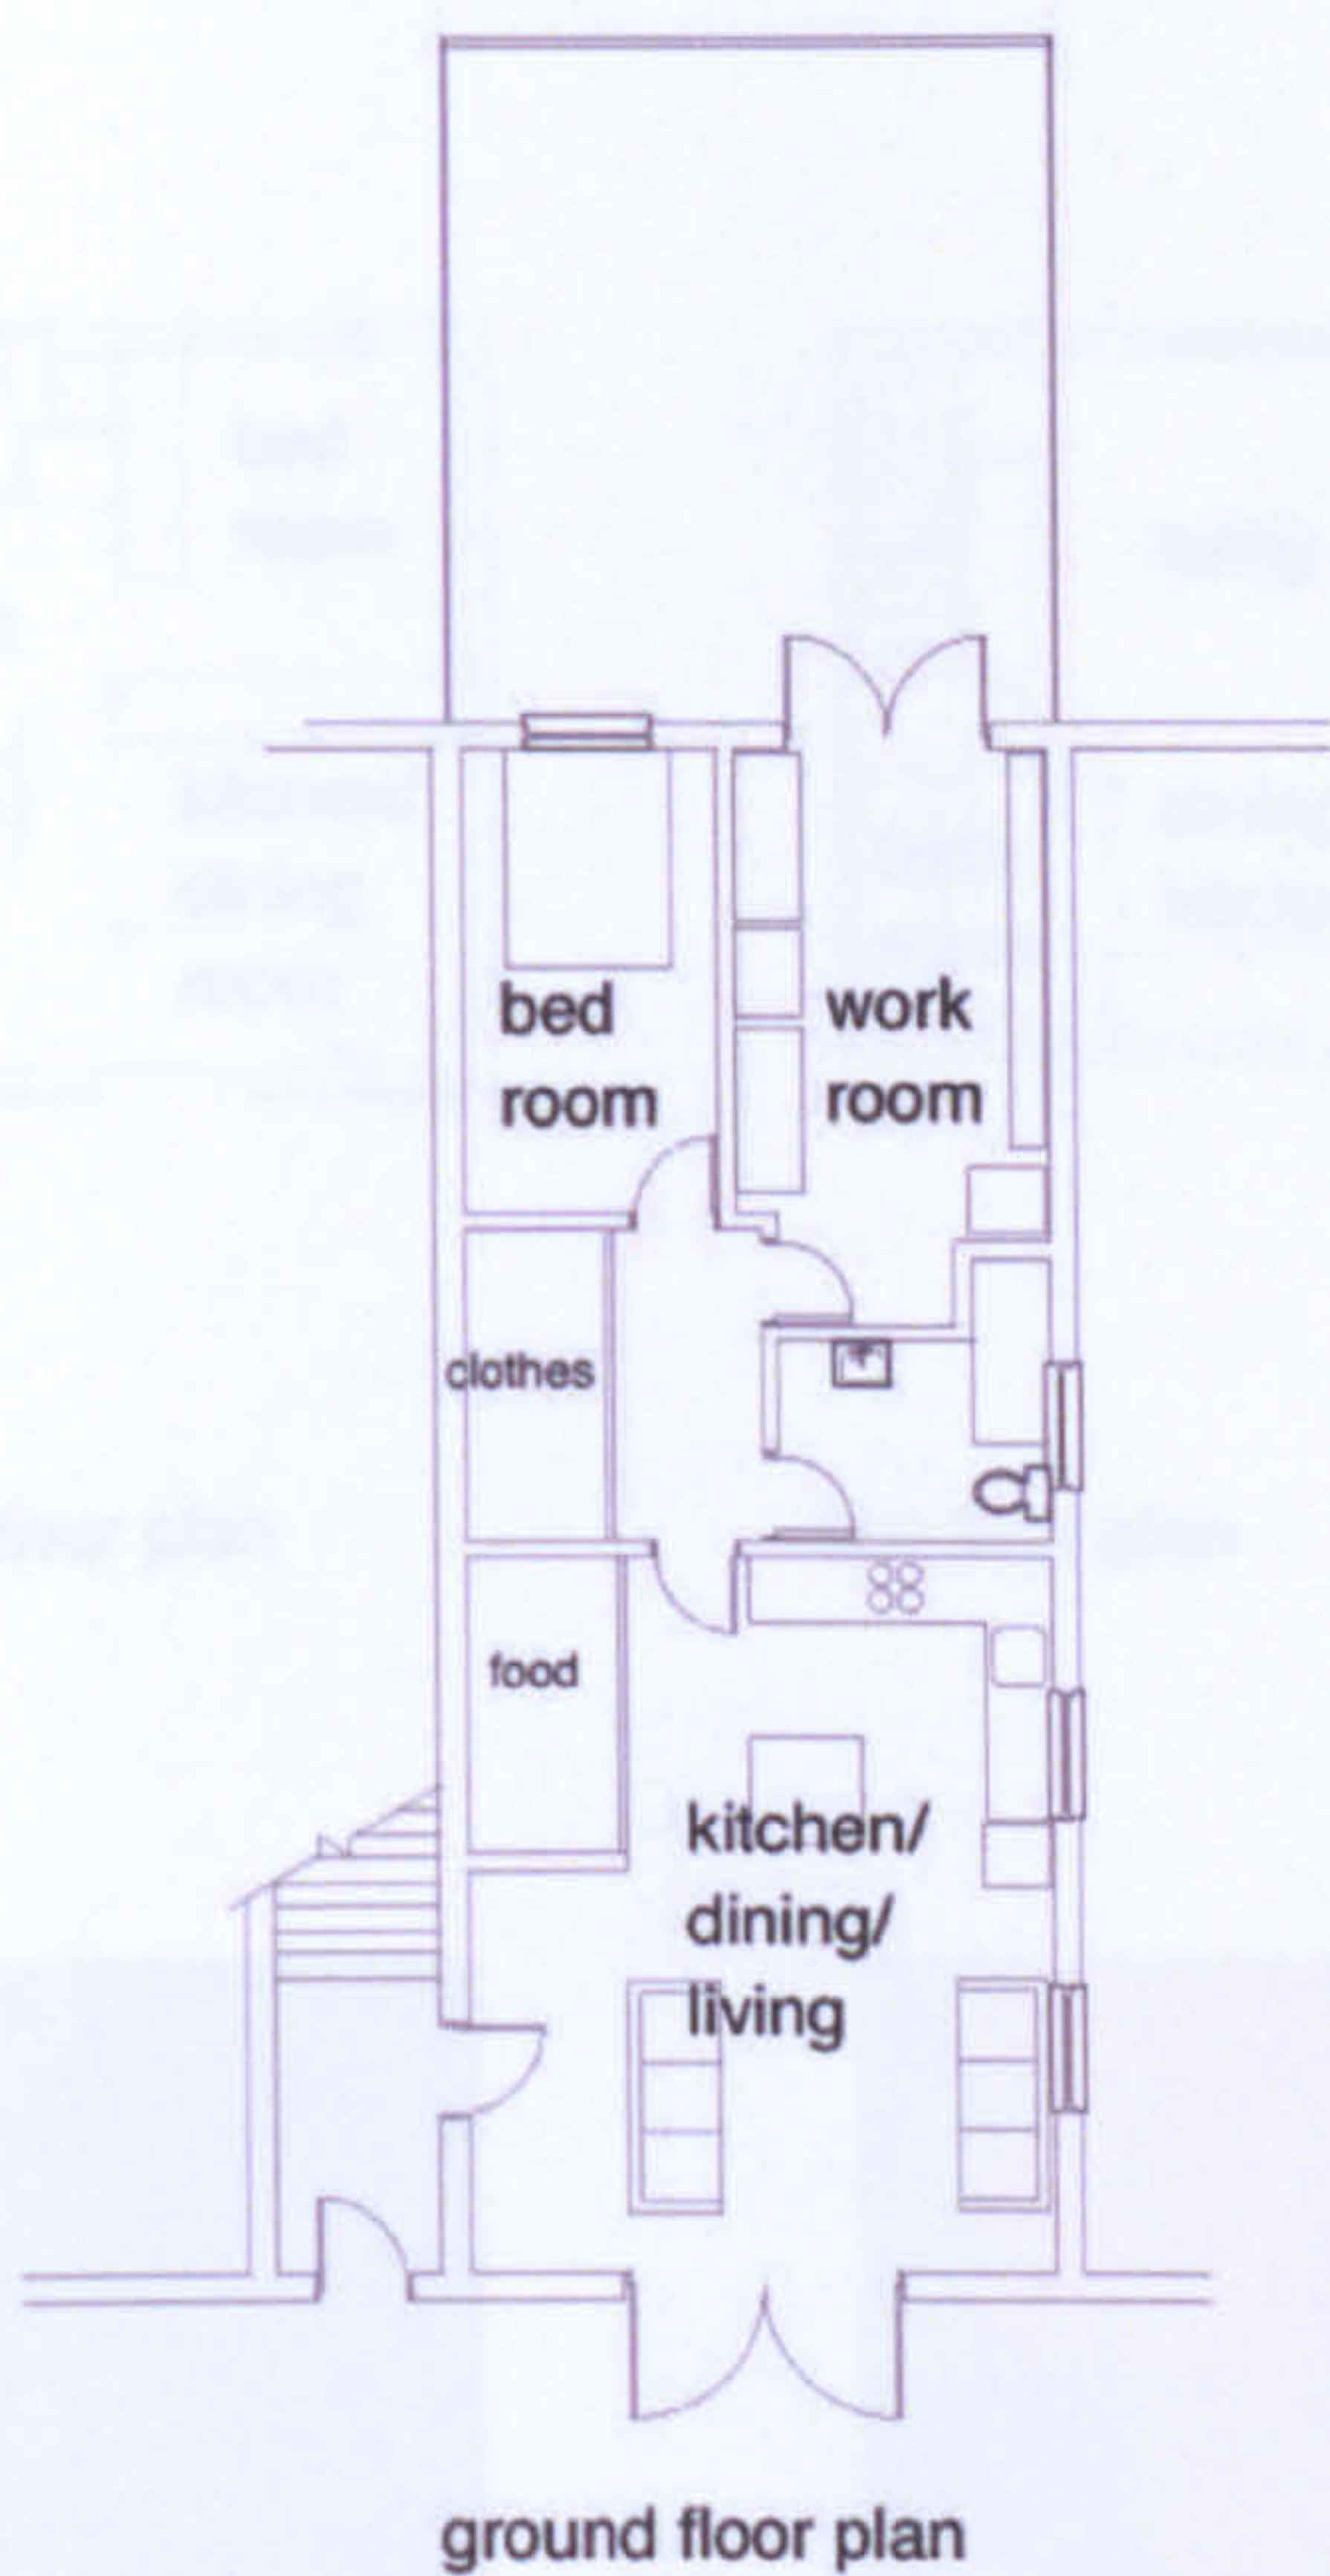 bed
room
work
room
clothes
food
kitchen/
dining/
living
ground floor plan